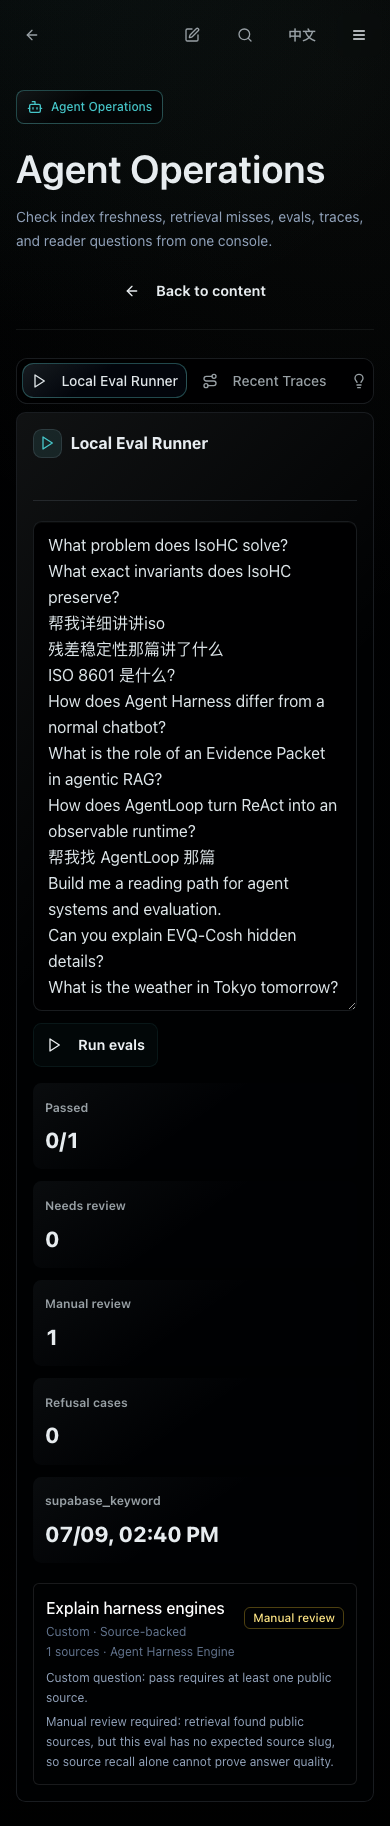 中文
Agent Operations
Agent Operations
Check index freshness, retrieval misses, evals, traces,
and reader questions from one console.
Back to content
Local Eval Runner
Recent Traces
Local Eval Runner
What problem does IsoHC solve?
What exact invariants does IsoHC
preserve?
帮我详细讲讲iso
残差稳定性那篇讲了什么
ISO 8601 是什么?
How does Agent Harness differ from a
normal chatbot?
What is the role of an Evidence Packet
in agentic RAG?
How does AgentLoop turn ReAct into an
observable runtime?
帮我找 AgentLoop 那篇
Build me a reading path for agent
systems and evaluation.
Can you explain EVQ-Cosh hidden
details?
What is the weather in Tokyo tomorrow?
Run evals
Passed
0/1
Needs review
0
Manual review
1
Refusal cases
0
supabase_keyword
07/09, 02:40 PM
Explain harness engines
Manual review
Custom · Source-backed
1 sources · Agent Harness Engine
Custom question: pass requires at least one public
source.
Manual review required: retrieval found public
sources, but this eval has no expected source slug,
so source recall alone cannot prove answer quality.